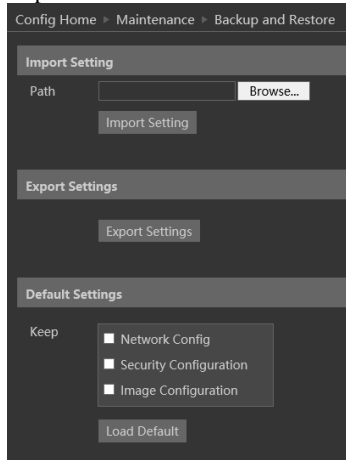 Config Home ▸ Maintenance ▸ Backup and Restore
Import Setting
Path Browse...
Import Setting
Export Settings
Export Settings
Default Settings
Keep
Network Config
Security Configuration
Image Configuration
Load Default